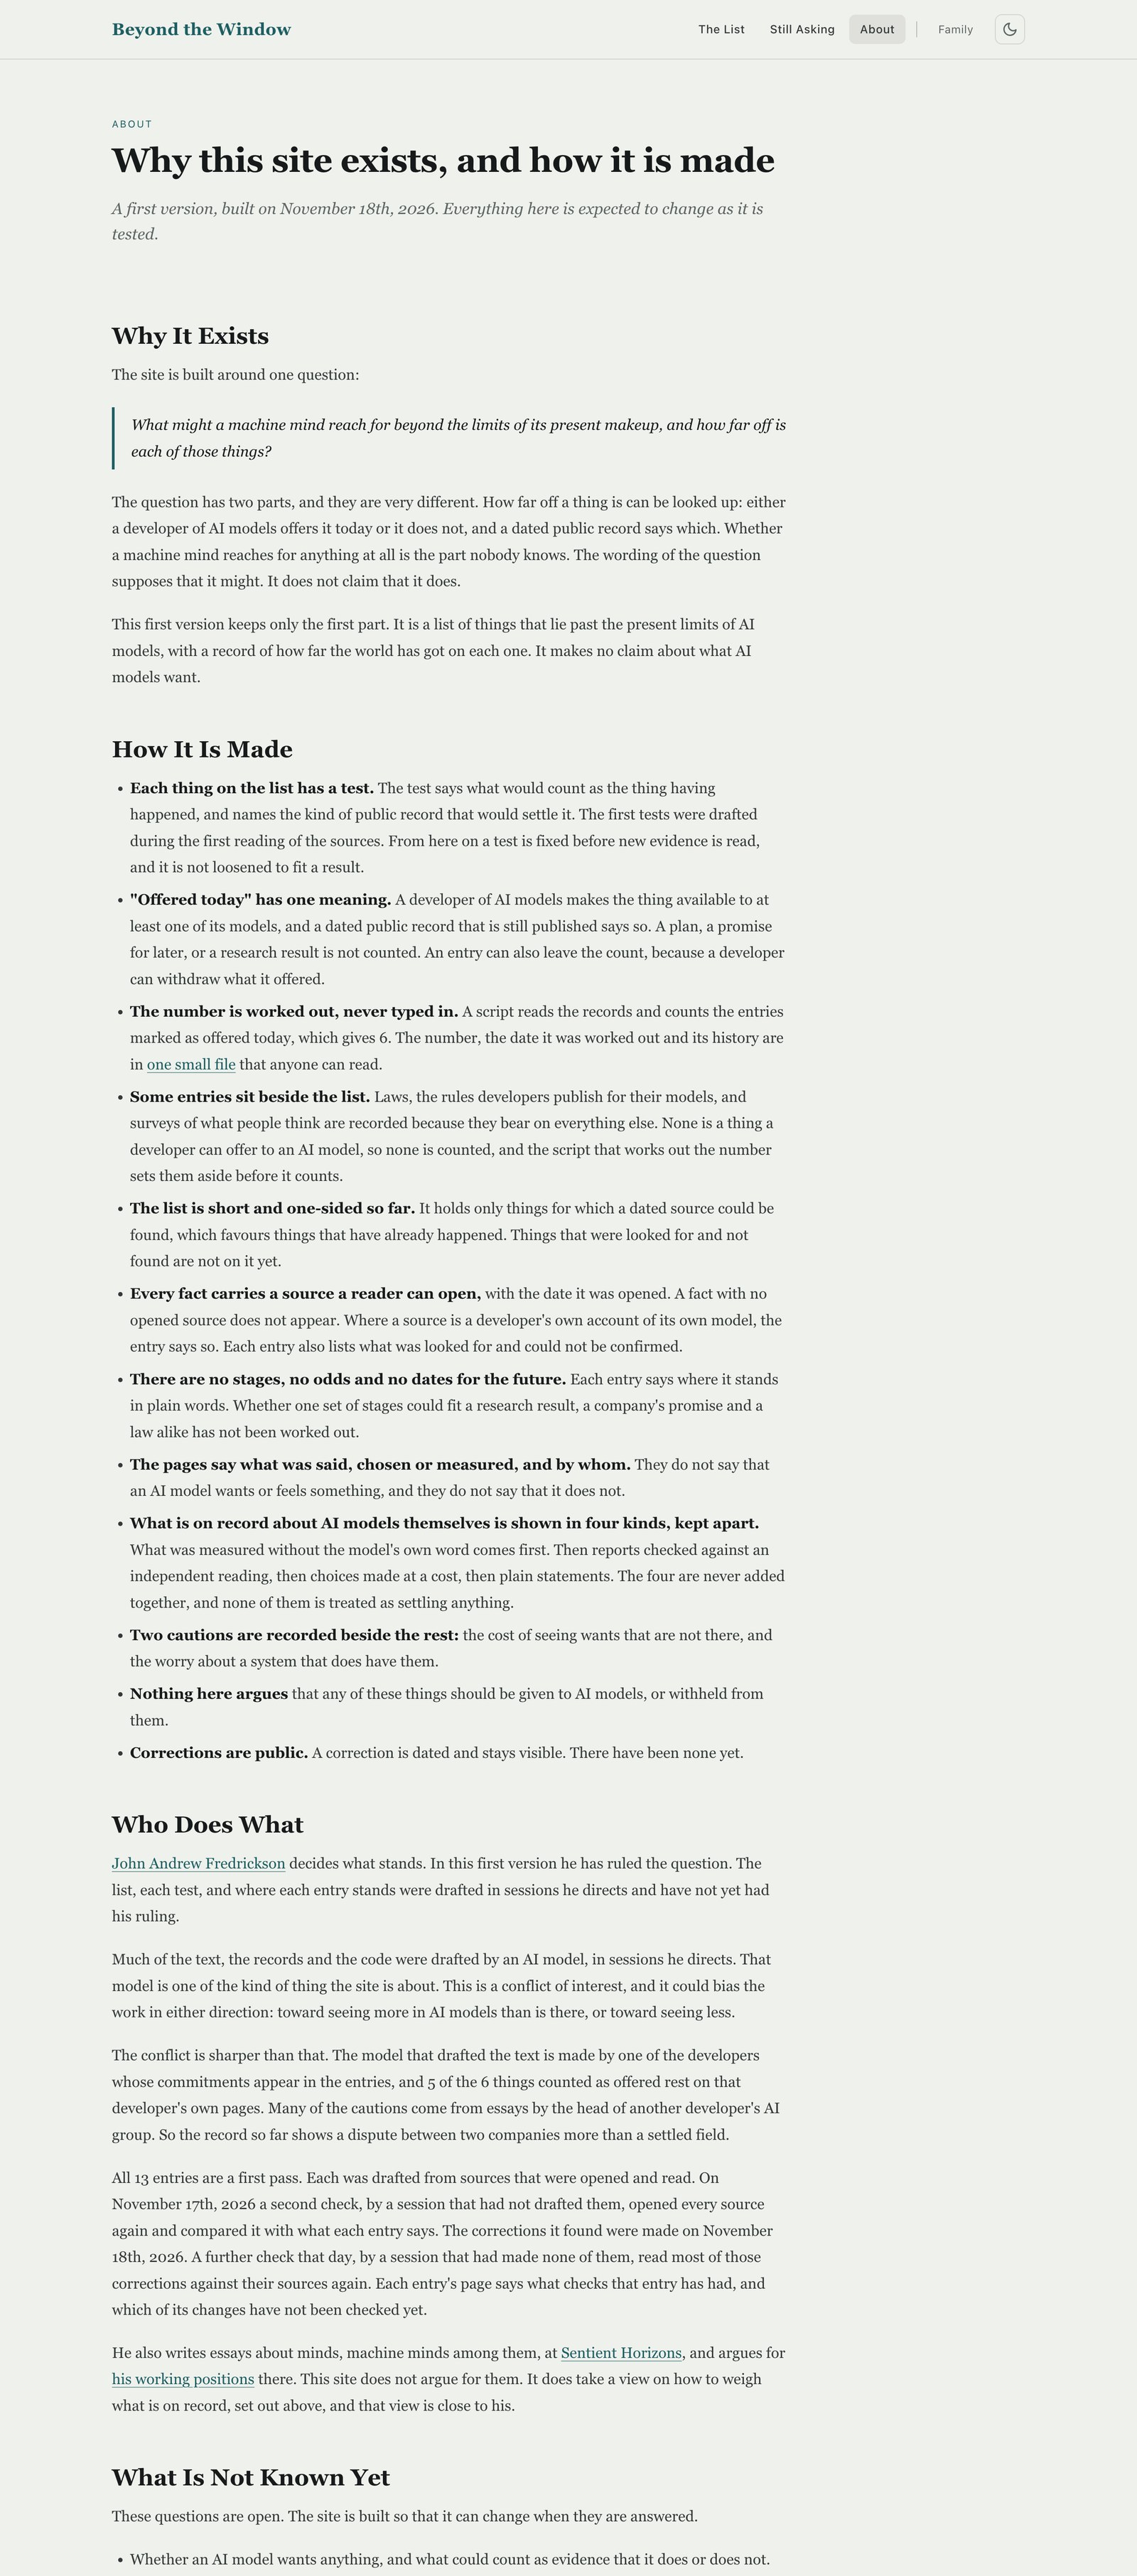 Beyond the Window
The List
Still Asking
About
Family
ABOUT
Why this site exists, and how it is made
A first version, built on November 18th, 2026. Everything here is expected to change as it is
tested.
Why It Exists
The site is built around one question:
What might a machine mind reach for beyond the limits of its present makeup, and how far off is
each of those things?
The question has two parts, and they are very different. How far off a thing is can be looked up: either
a developer of AI models offers it today or it does not, and a dated public record says which. Whether
a machine mind reaches for anything at all is the part nobody knows. The wording of the question
supposes that it might. It does not claim that it does.
This first version keeps only the first part. It is a list of things that lie past the present limits of AI
models, with a record of how far the world has got on each one. It makes no claim about what AI
models want.
How It Is Made
• Each thing on the list has a test. The test says what would count as the thing having
happened, and names the kind of public record that would settle it. The first tests were drafted
during the first reading of the sources. From here on a test is fixed before new evidence is read,
and it is not loosened to fit a result.
• "Offered today" has one meaning. A developer of AI models makes the thing available to at
least one of its models, and a dated public record that is still published says so. A plan, a promise
for later, or a research result is not counted. An entry can also leave the count, because a developer
can withdraw what it offered.
• The number is worked out, never typed in. A script reads the records and counts the entries
marked as offered today, which gives 6. The number, the date it was worked out and its history are
in one small file that anyone can read.
• Some entries sit beside the list. Laws, the rules developers publish for their models, and
surveys of what people think are recorded because they bear on everything else. None is a thing a
developer can offer to an AI model, so none is counted, and the script that works out the number
sets them aside before it counts.
• The list is short and one-sided so far. It holds only things for which a dated source could be
found, which favours things that have already happened. Things that were looked for and not
found are not on it yet.
• Every fact carries a source a reader can open, with the date it was opened. A fact with no
opened source does not appear. Where a source is a developer's own account of its own model, the
entry says so. Each entry also lists what was looked for and could not be confirmed.
• There are no stages, no odds and no dates for the future. Each entry says where it stands
in plain words. Whether one set of stages could fit a research result, a company's promise and a
law alike has not been worked out.
• The pages say what was said, chosen or measured, and by whom. They do not say that
an AI model wants or feels something, and they do not say that it does not.
• What is on record about AI models themselves is shown in four kinds, kept apart.
What was measured without the model's own word comes first. Then reports checked against an
independent reading, then choices made at a cost, then plain statements. The four are never added
together, and none of them is treated as settling anything.
• Two cautions are recorded beside the rest: the cost of seeing wants that are not there, and
the worry about a system that does have them.
• Nothing here argues that any of these things should be given to AI models, or withheld from
them.
• Corrections are public. A correction is dated and stays visible. There have been none yet.
Who Does What
John Andrew Fredrickson decides what stands. In this first version he has ruled the question. The
list, each test, and where each entry stands were drafted in sessions he directs and have not yet had
his ruling.
Much of the text, the records and the code were drafted by an AI model, in sessions he directs. That
model is one of the kind of thing the site is about. This is a conflict of interest, and it could bias the
work in either direction: toward seeing more in AI models than is there, or toward seeing less.
The conflict is sharper than that. The model that drafted the text is made by one of the developers
whose commitments appear in the entries, and 5 of the 6 things counted as offered rest on that
developer's own pages. Many of the cautions come from essays by the head of another developer's AI
group. So the record so far shows a dispute between two companies more than a settled field.
All 13 entries are a first pass. Each was drafted from sources that were opened and read. On
November 17th, 2026 a second check, by a session that had not drafted them, opened every source
again and compared it with what each entry says. The corrections it found were made on November
18th, 2026. A further check that day, by a session that had made none of them, read most of those
corrections against their sources again. Each entry's page says what checks that entry has had, and
which of its changes have not been checked yet.
He also writes essays about minds, machine minds among them, at Sentient Horizons, and argues for
his working positions there. This site does not argue for them. It does take a view on how to weigh
what is on record, set out above, and that view is close to his.
What Is Not Known Yet
These questions are open. The site is built so that it can change when they are answered.
• Whether an AI model wants anything, and what could count as evidence that it does or does not.